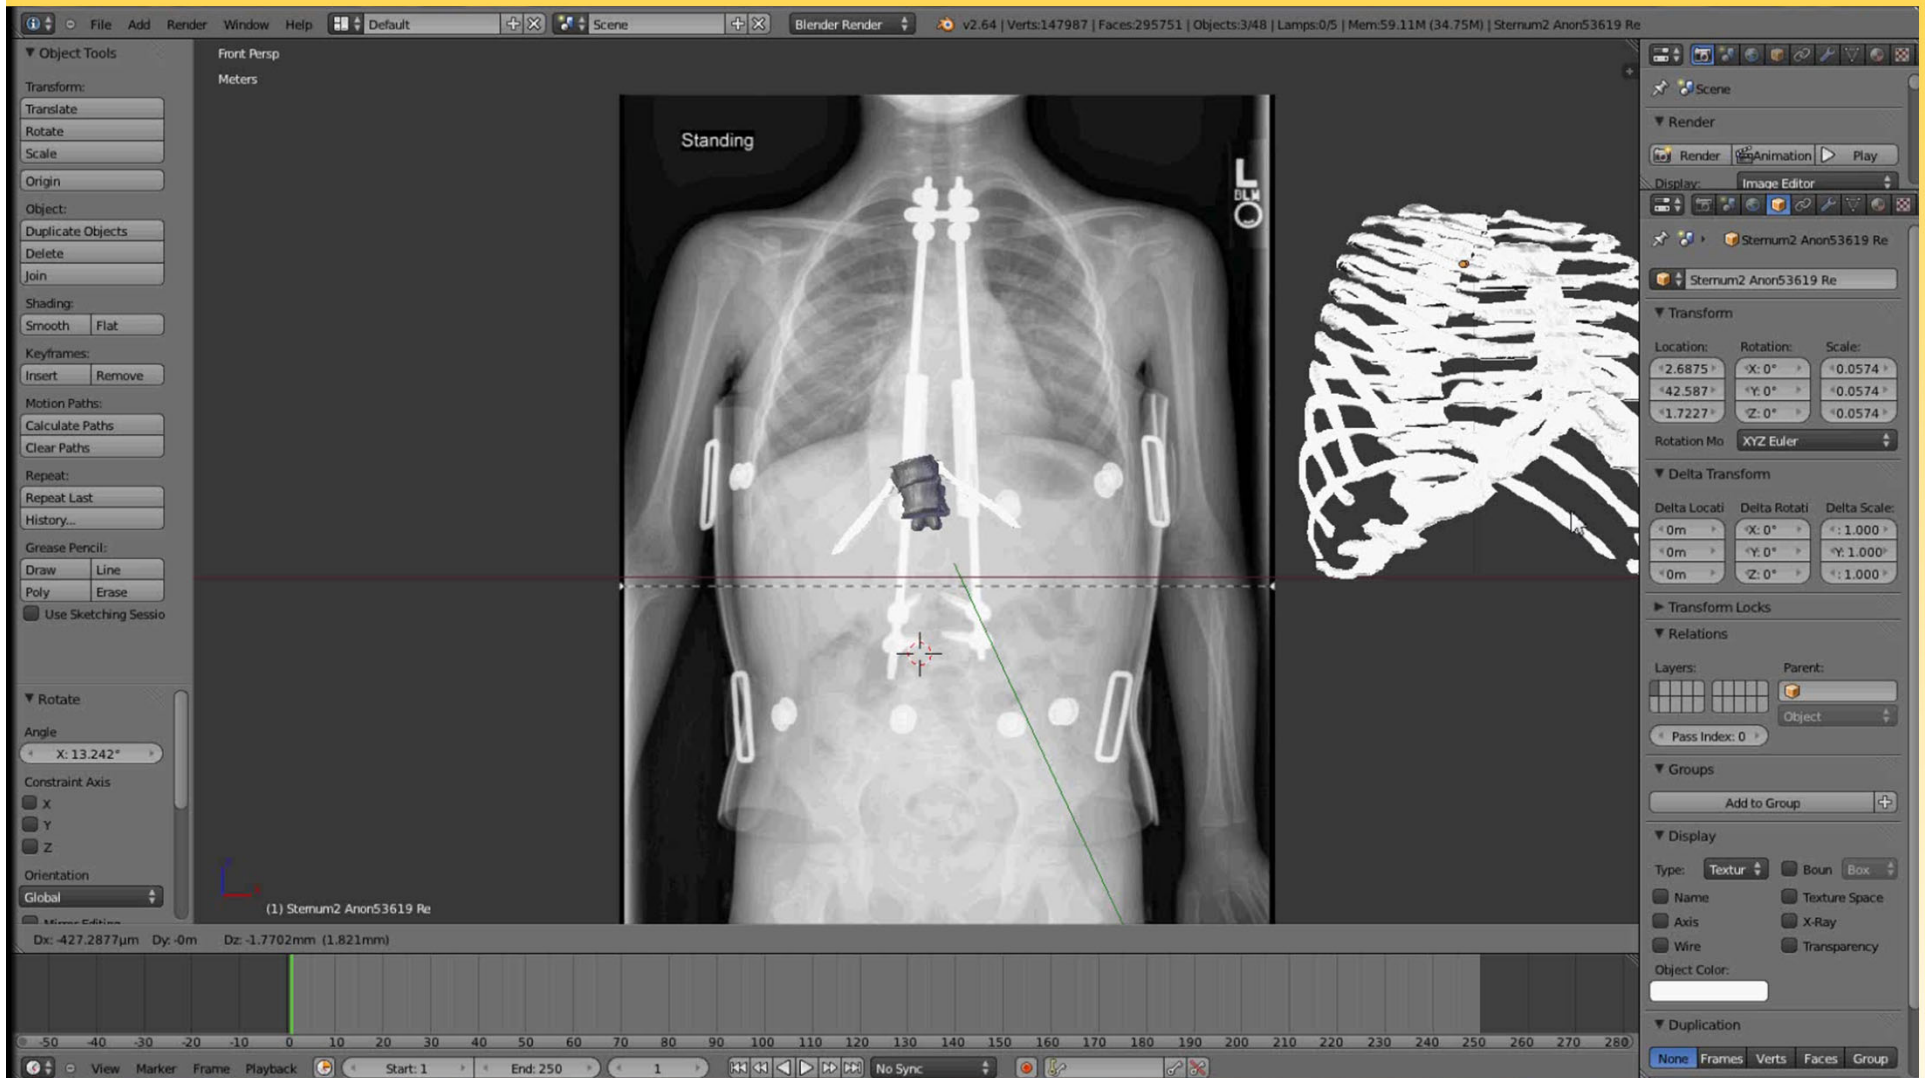 File Add Render Window Help Default Scene Blender Render v2.64 | Verts:147987 | Faces:295751 | Objects:3/48 | Lamps:0/5 | Mem:59.11M (34.75M) | Sternum2 Anon53619 Re
Object Tools
Transform:
Translate
Rotate
Scale
Origin
Object:
Duplicate Objects
Delete
Join
Shading:
Smooth Flat
Keyframes:
Insert Remove
Motion Paths:
Calculate Paths
Clear Paths
Repeat:
Repeat Last
History...
Grease Pencil:
Draw Line
Poly Erase
Use Sketching Sessio
Rotate
Angle
X: 13.242°
Constraint Axis
X
Y
Z
Orientation
Global
Mirror Editing
Front Persp
Meters
Standing
L
BLM
(1) Sternum2 Anon53619 Re
Dx: -427.2877µm Dy: -0m Dz: -1.7702mm (1.821mm)
Scene
Render
Render Animation Play
Display: Image Editor
Sternum2 Anon53619 Re
Sternum2 Anon53619 Re
Transform
Location: Rotation: Scale:
2.6875 X: 0° 0.0574
42.587 Y: 0° 0.0574
1.7227 Z: 0° 0.0574
Rotation Mo XYZ Euler
Delta Transform
Delta Locati Delta Rotati Delta Scale:
0m X: 0° : 1.000
0m Y: 0° Y: 1.000
0m Z: 0° : 1.000
Transform Locks
Relations
Layers: Parent:
Object
Pass Index: 0
Groups
Add to Group
Display
Type: Textur Boun Box
Name Texture Space
Axis X-Ray
Wire Transparency
Object Color:
Duplication
None Frames Verts Faces Group
-50 -40 -30 -20 -10 0 10 20 30 40 50 60 70 80 90 100 110 120 130 140 150 160 170 180 190 200 210 220 230 240 250 260 270 280
View Marker Frame Playback Start: 1 End: 250 1 No Sync